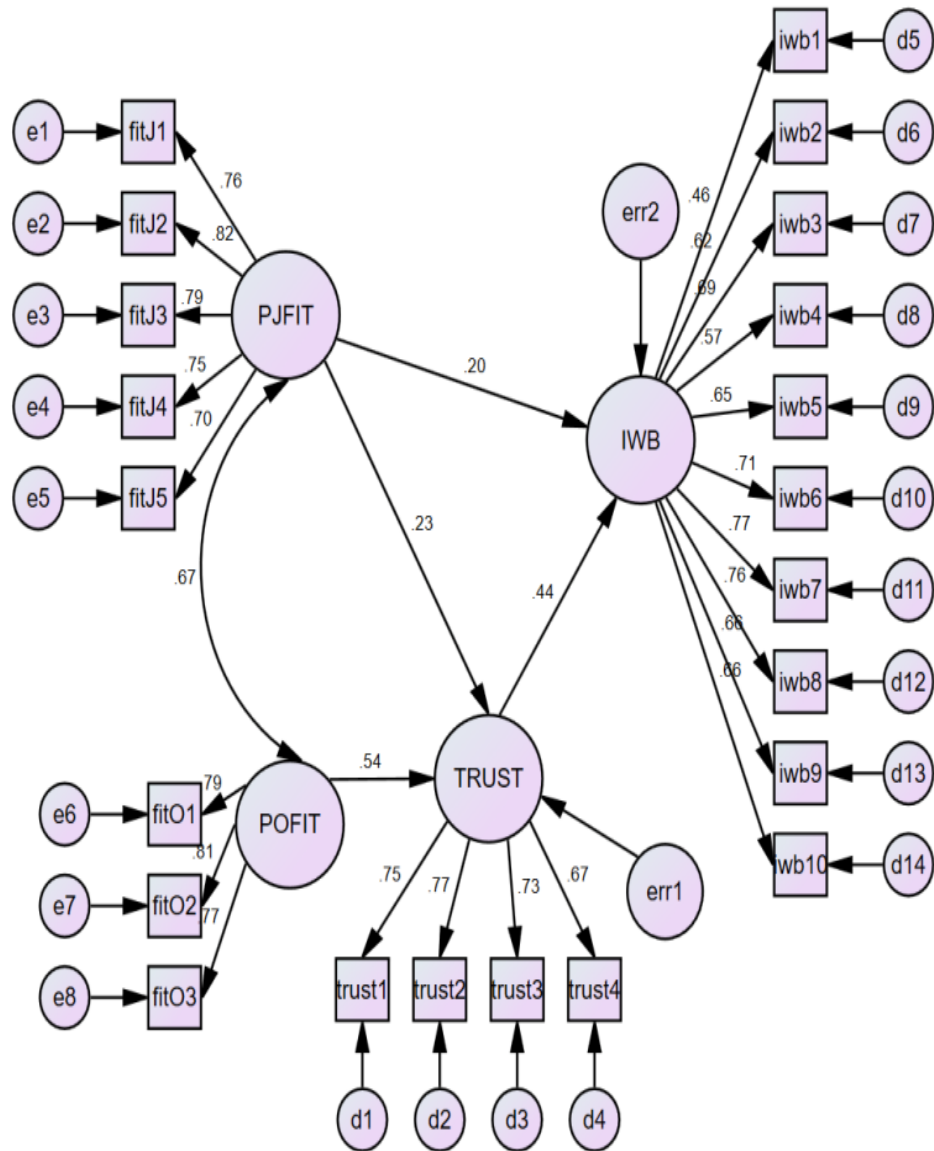 iwb1
d5
e1
fitJ1
iwb2
d6
.76
err2
.46
e2
fitJ2
.82
iwb3
d7
.62
.69
e3
fitJ3
.79
PJFIT
iwb4
d8
.57
.75
.20
.65
e4
fitJ4
iwb5
d9
.70
IWB
.71
e5
fitJ5
iwb6
d10
.23
.77
.67
.44
.76
iwb7
d11
.66
.66
iwb8
d12
.54
TRUST
iwb9
d13
.79
e6
fitO1
POFIT
.81
.75
.77
.73
.67
err1
iwb10
d14
e7
fitO2
.77
e8
fitO3
trust1
trust2
trust3
trust4
d1
d2
d3
d4